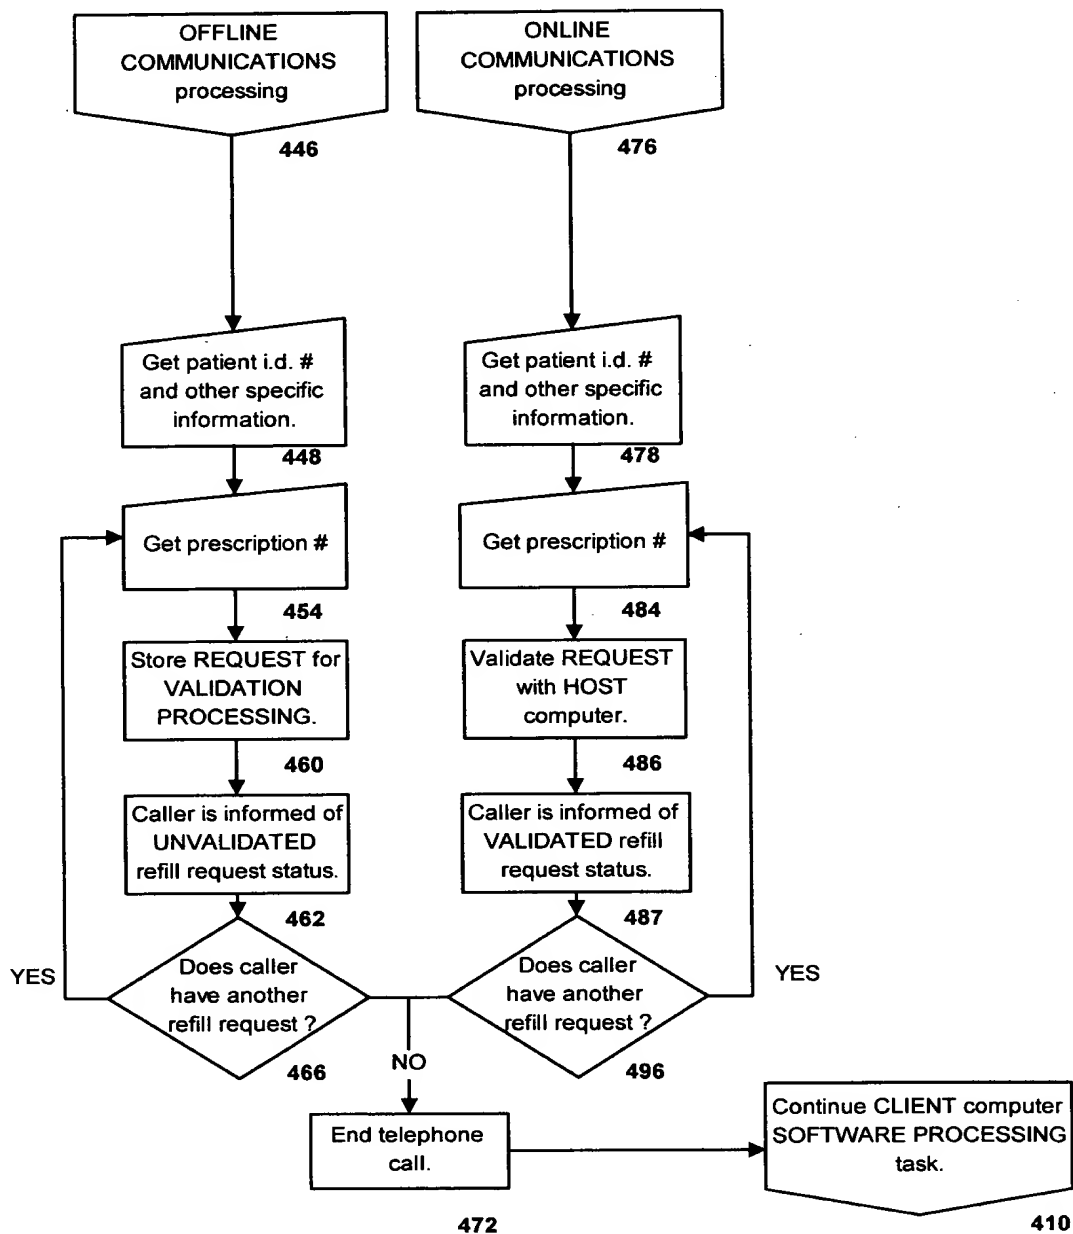 OFFLINE
COMMUNICATIONS
processing
446
ONLINE
COMMUNICATIONS
processing
476
Get patient i.d. #
and other specific
information.
448
Get patient i.d. #
and other specific
information.
478
Get prescription #
454
Get prescription #
484
Store REQUEST for
VALIDATION
PROCESSING.
460
Validate REQUEST
with HOST
computer.
486
Caller is informed of
UNVALIDATED
refill request status.
462
Caller is informed of
VALIDATED refill
request status.
487
YES
Does caller
have another
refill request ?
466
Does caller
have another
refill request ?
496
YES
NO
End telephone
call.
472
Continue CLIENT computer
SOFTWARE PROCESSING
task.
410